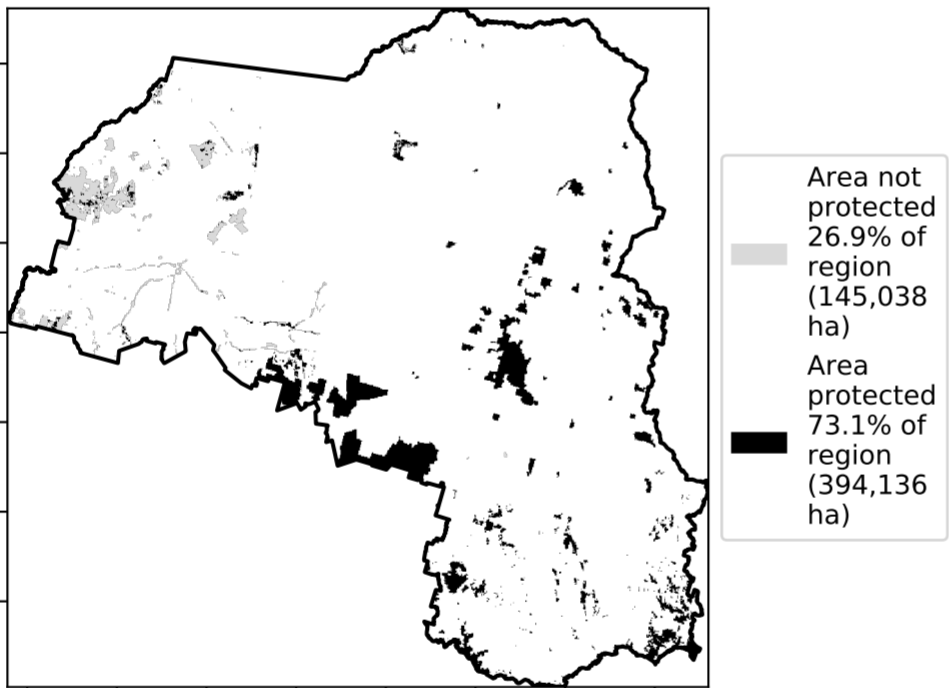 Area not
protected
26.9% of
region
(145,038
ha)
Area
protected
73.1% of
region
(394,136
ha)